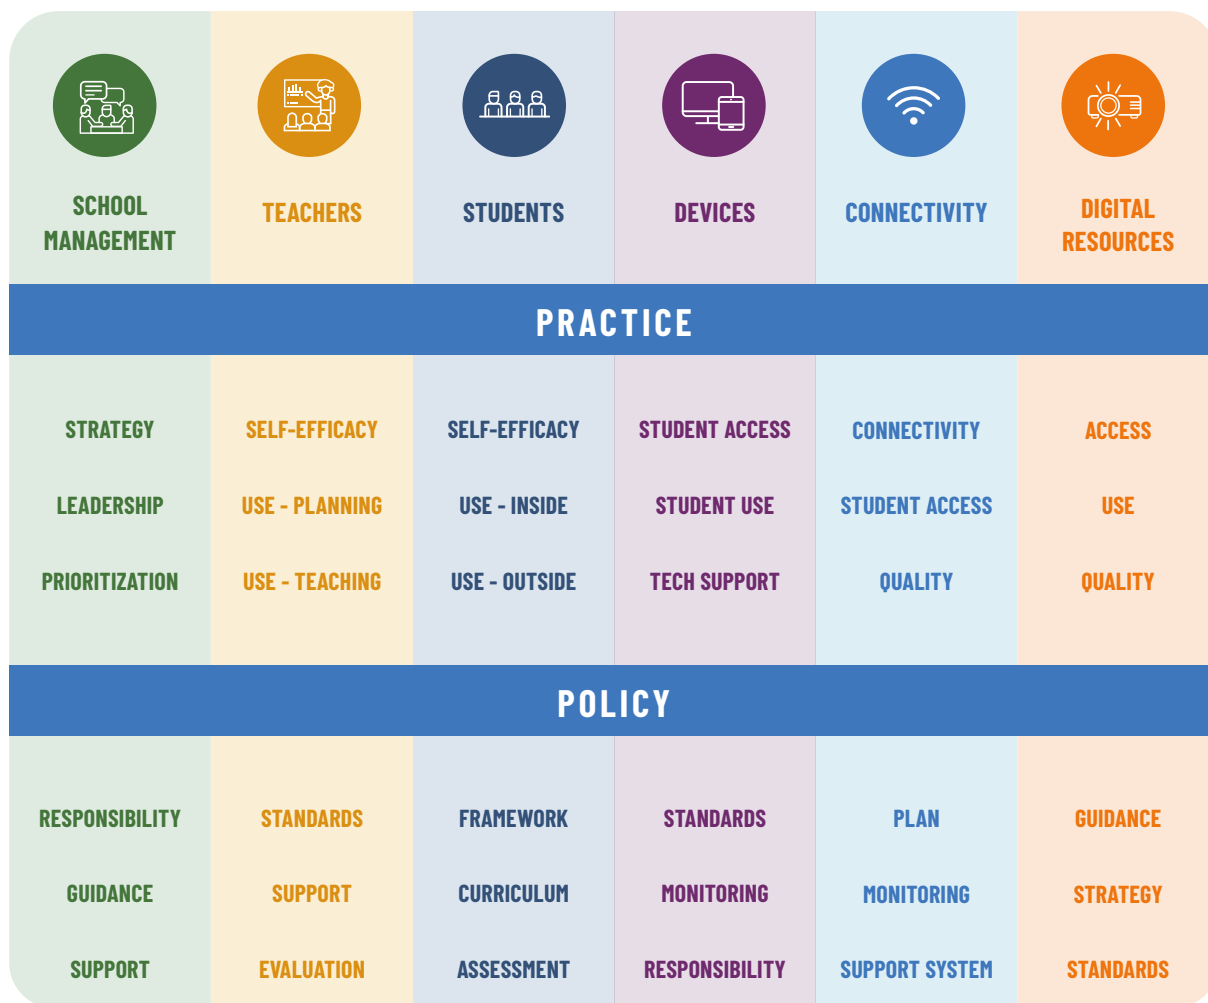 SCHOOL
MANAGEMENT
TEACHERS
STUDENTS
DEVICES
CONNECTIVITY
DIGITAL
RESOURCES
PRACTICE
STRATEGY
SELF-EFFICACY
SELF-EFFICACY
STUDENT ACCESS
CONNECTIVITY
ACCESS
LEADERSHIP
USE - PLANNING
USE - INSIDE
STUDENT USE
STUDENT ACCESS
USE
PRIORITIZATION
USE - TEACHING
USE - OUTSIDE
TECH SUPPORT
QUALITY
QUALITY
POLICY
RESPONSIBILITY
STANDARDS
FRAMEWORK
STANDARDS
PLAN
GUIDANCE
GUIDANCE
SUPPORT
CURRICULUM
MONITORING
MONITORING
STRATEGY
SUPPORT
EVALUATION
ASSESSMENT
RESPONSIBILITY
SUPPORT SYSTEM
STANDARDS